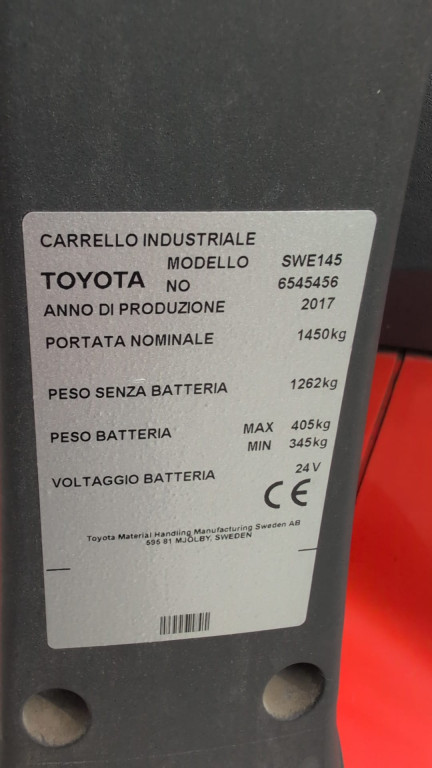 CARRELLO INDUSTRIALE
TOYOTA MODELLO SWE145
NO 6545456
ANNO DI PRODUZIONE 2017
PORTATA NOMINALE 1450kg
PESO SENZA BATTERIA 1262kg
PESO BATTERIA MAX 405kg
MIN 345kg
VOLTAGGIO BATTERIA 24V
CE
Toyota Material Handling Manufacturing Sweden AB
595 81 MJÖLBY, SWEDEN